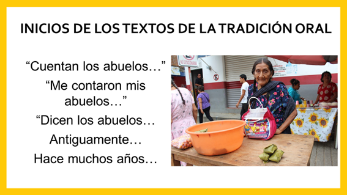 INICIOS DE LOS TEXTOS DE LA TRADICIÓN ORAL
“Cuentan los abuelos…”
“Me contaron mis
abuelos…”
“Dicen los abuelos…
Antiguamente…
Hace muchos años…